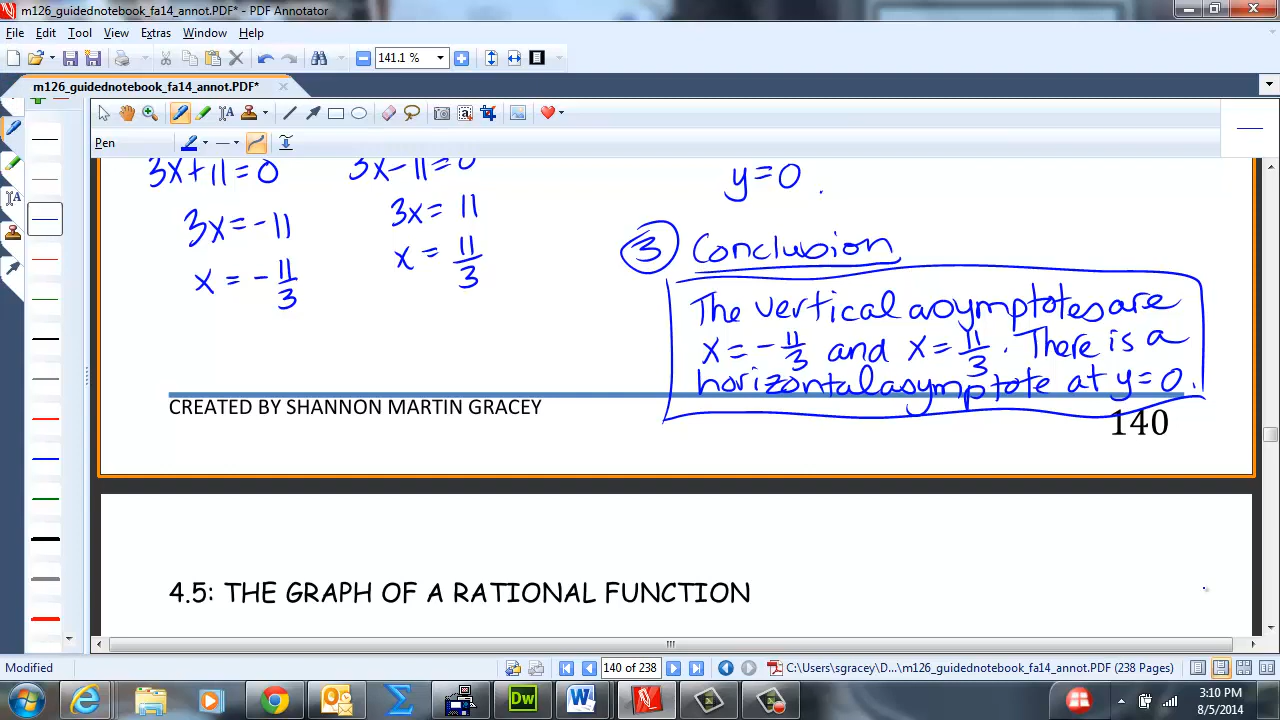 m126_guidednotebook_fa14_annot.PDF* - PDF Annotator
File Edit Tool View Extras Window Help
141.1 %
m126_guidednotebook_fa14_annot.PDF*
Pen
3x+11=0
3x-11=0
y=0.
3x=-11
3x= 11
x = -11/3
x = 11/3
3 Conclusion
The vertical asymptotes are
x = -11/3 and x = 11/3. There is a
horizontal asymptote at y=0.
CREATED BY SHANNON MARTIN GRACEY
140
4.5: THE GRAPH OF A RATIONAL FUNCTION
Modified
140 of 238
C:\Users\sgracey\D...\m126_guidednotebook_fa14_annot.PDF (238 Pages)
Dw
3:10 PM
8/5/2014